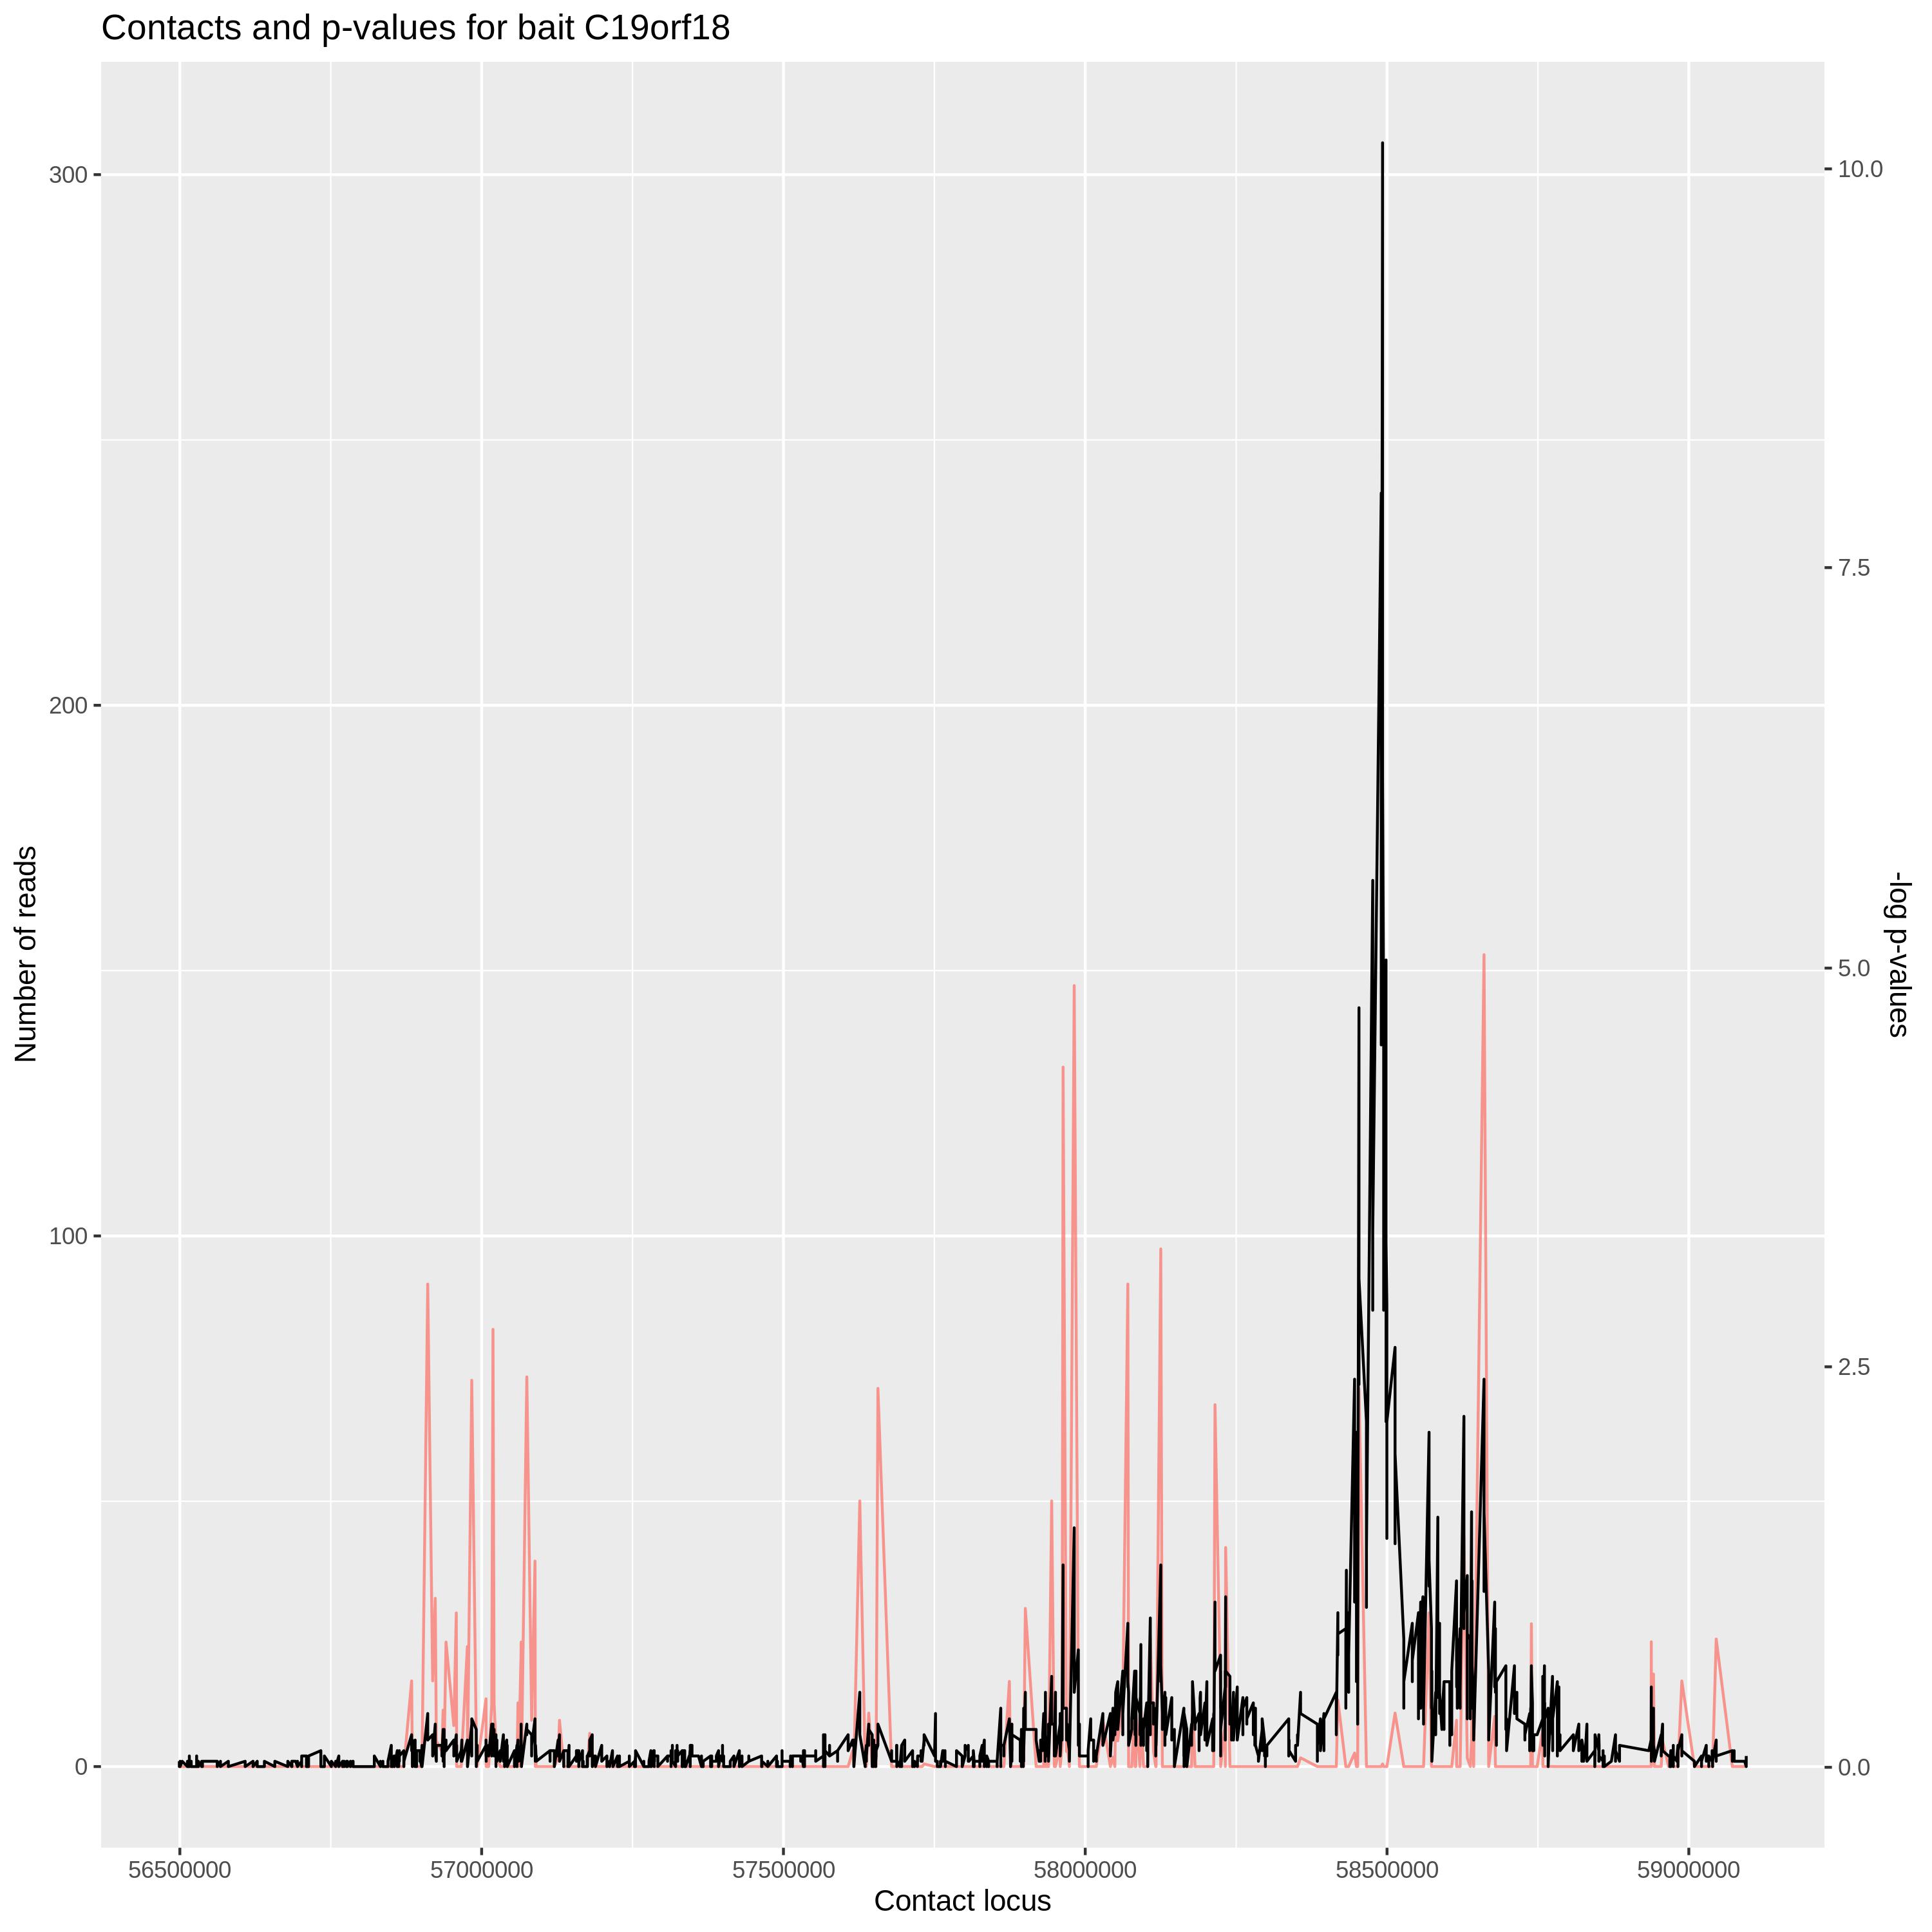 Contacts and p-values for bait C19orf18
300
200
100
0
Number of reads
10.0
7.5
5.0
2.5
0.0
-log p-values
56500000 57000000 57500000 58000000 58500000 59000000
Contact locus